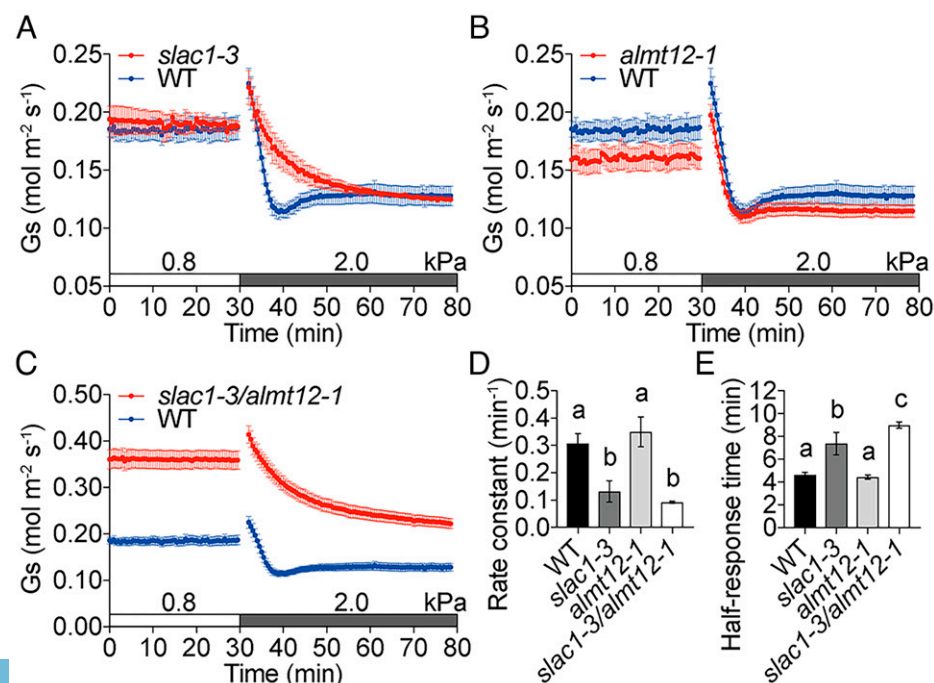 A
slac1-3
WT
0.25
0.20
0.15
0.10
0.05
Gs (mol m⁻² s⁻¹)
0.8 2.0 kPa
0 10 20 30 40 50 60 70 80
Time (min)
B
almt12-1
WT
0.25
0.20
0.15
0.10
0.05
Gs (mol m⁻² s⁻¹)
0.8 2.0 kPa
0 10 20 30 40 50 60 70 80
Time (min)
C
slac1-3/almt12-1
WT
0.50
0.40
0.30
0.20
0.10
0.00
Gs (mol m⁻² s⁻¹)
0.8 2.0 kPa
0 10 20 30 40 50 60 70 80
Time (min)
D
Rate constant (min⁻¹)
0.5
0.4
0.3
0.2
0.1
0.0
a b a b
WT
slac1-3
almt12-1
slac1-3/almt12-1
E
Half-response time (min)
12
10
8
6
4
2
0
a b a c
WT
slac1-3
almt12-1
slac1-3/almt12-1